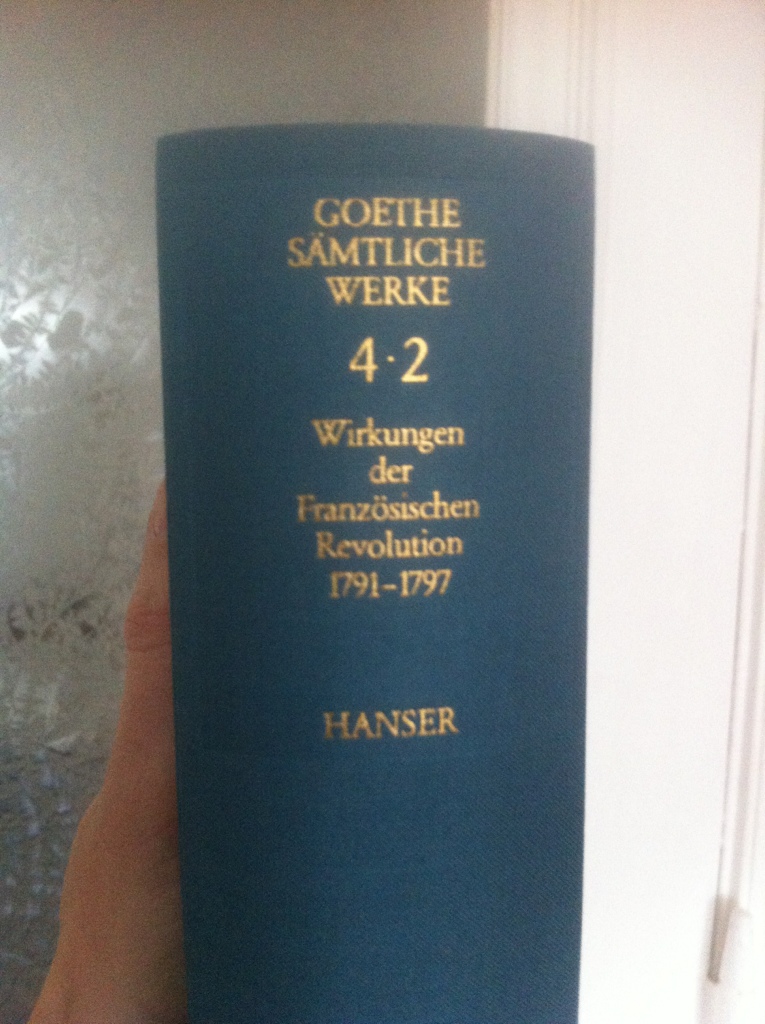 GOETHE
SÄMTLICHE
WERKE
4·2
Wirkungen
der
Französischen
Revolution
1791–1797
HANSER